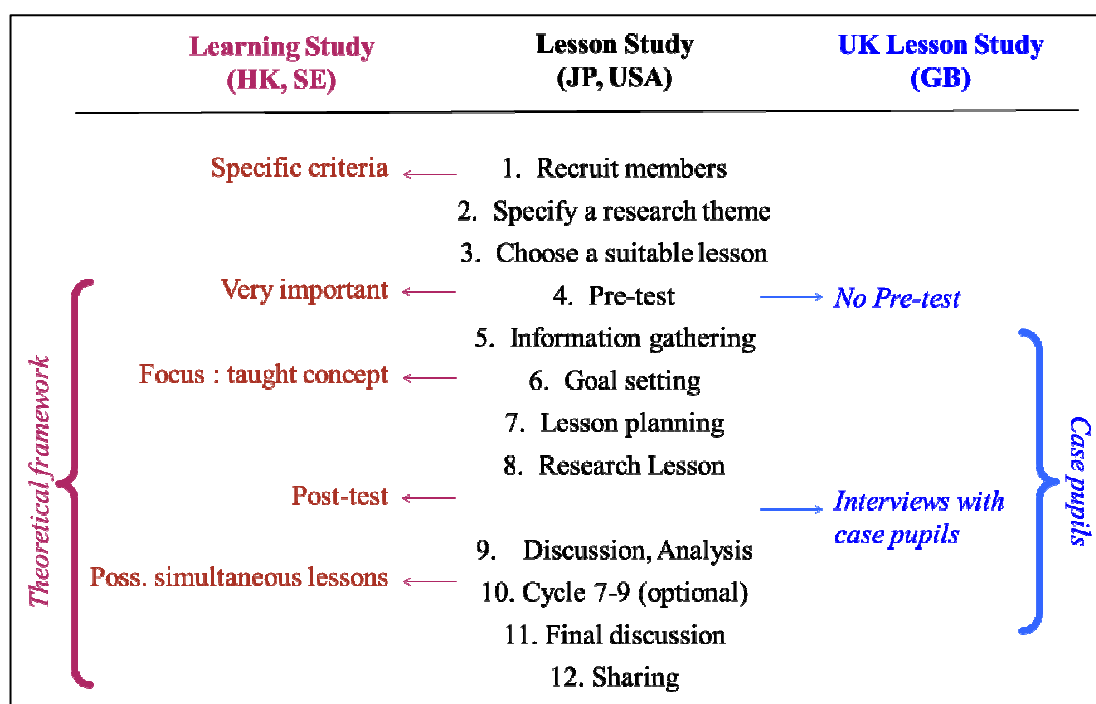 Learning Study
(HK, SE)
Lesson Study
(JP, USA)
UK Lesson Study
(GB)
Specific criteria
1. Recruit members
2. Specify a research theme
3. Choose a suitable lesson
Very important
4. Pre-test
No Pre-test
5. Information gathering
Focus : taught concept
6. Goal setting
7. Lesson planning
8. Research Lesson
Post-test
Interviews with
case pupils
9. Discussion, Analysis
Poss. simultaneous lessons
10. Cycle 7-9 (optional)
11. Final discussion
12. Sharing
Theoretical framework
Case pupils